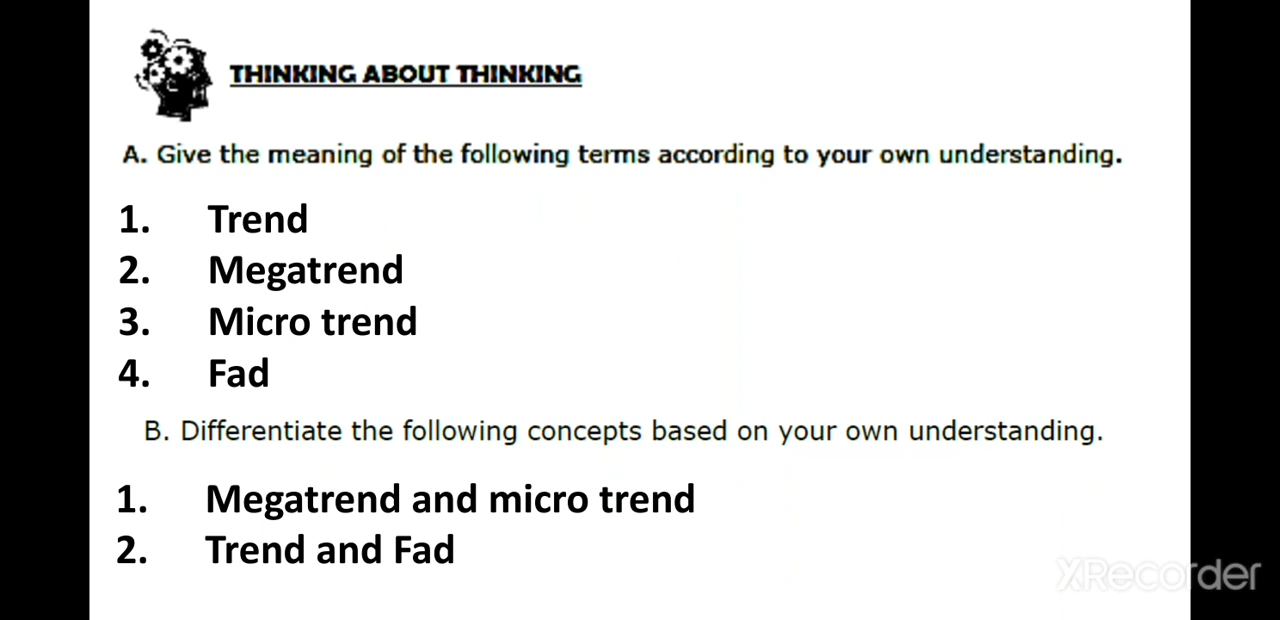 THINKING ABOUT THINKING
A. Give the meaning of the following terms according to your own understanding.
1. Trend
2. Megatrend
3. Micro trend
4. Fad
B. Differentiate the following concepts based on your own understanding.
1. Megatrend and micro trend
2. Trend and Fad
XRecorder